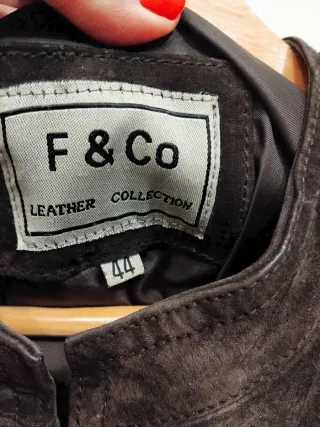 F & Co
LEATHER COLLECTION
44